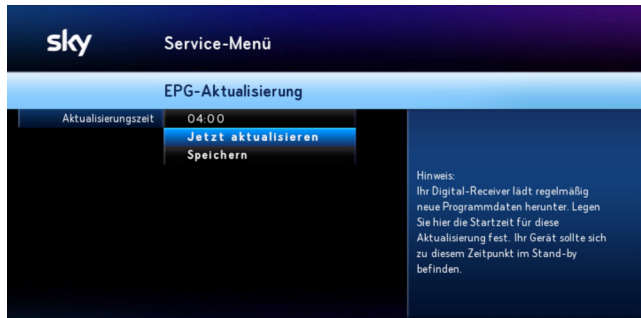 sky Service-Menü
EPG-Aktualisierung
Aktualisierungszeit 04:00
Jetzt aktualisieren
Speichern
Hinweis:
Ihr Digital-Receiver lädt regelmäßig
neue Programmdaten herunter. Legen
Sie hier die Startzeit für diese
Aktualisierung fest. Ihr Gerät sollte sich
zu diesem Zeitpunkt im Stand-by
befinden.